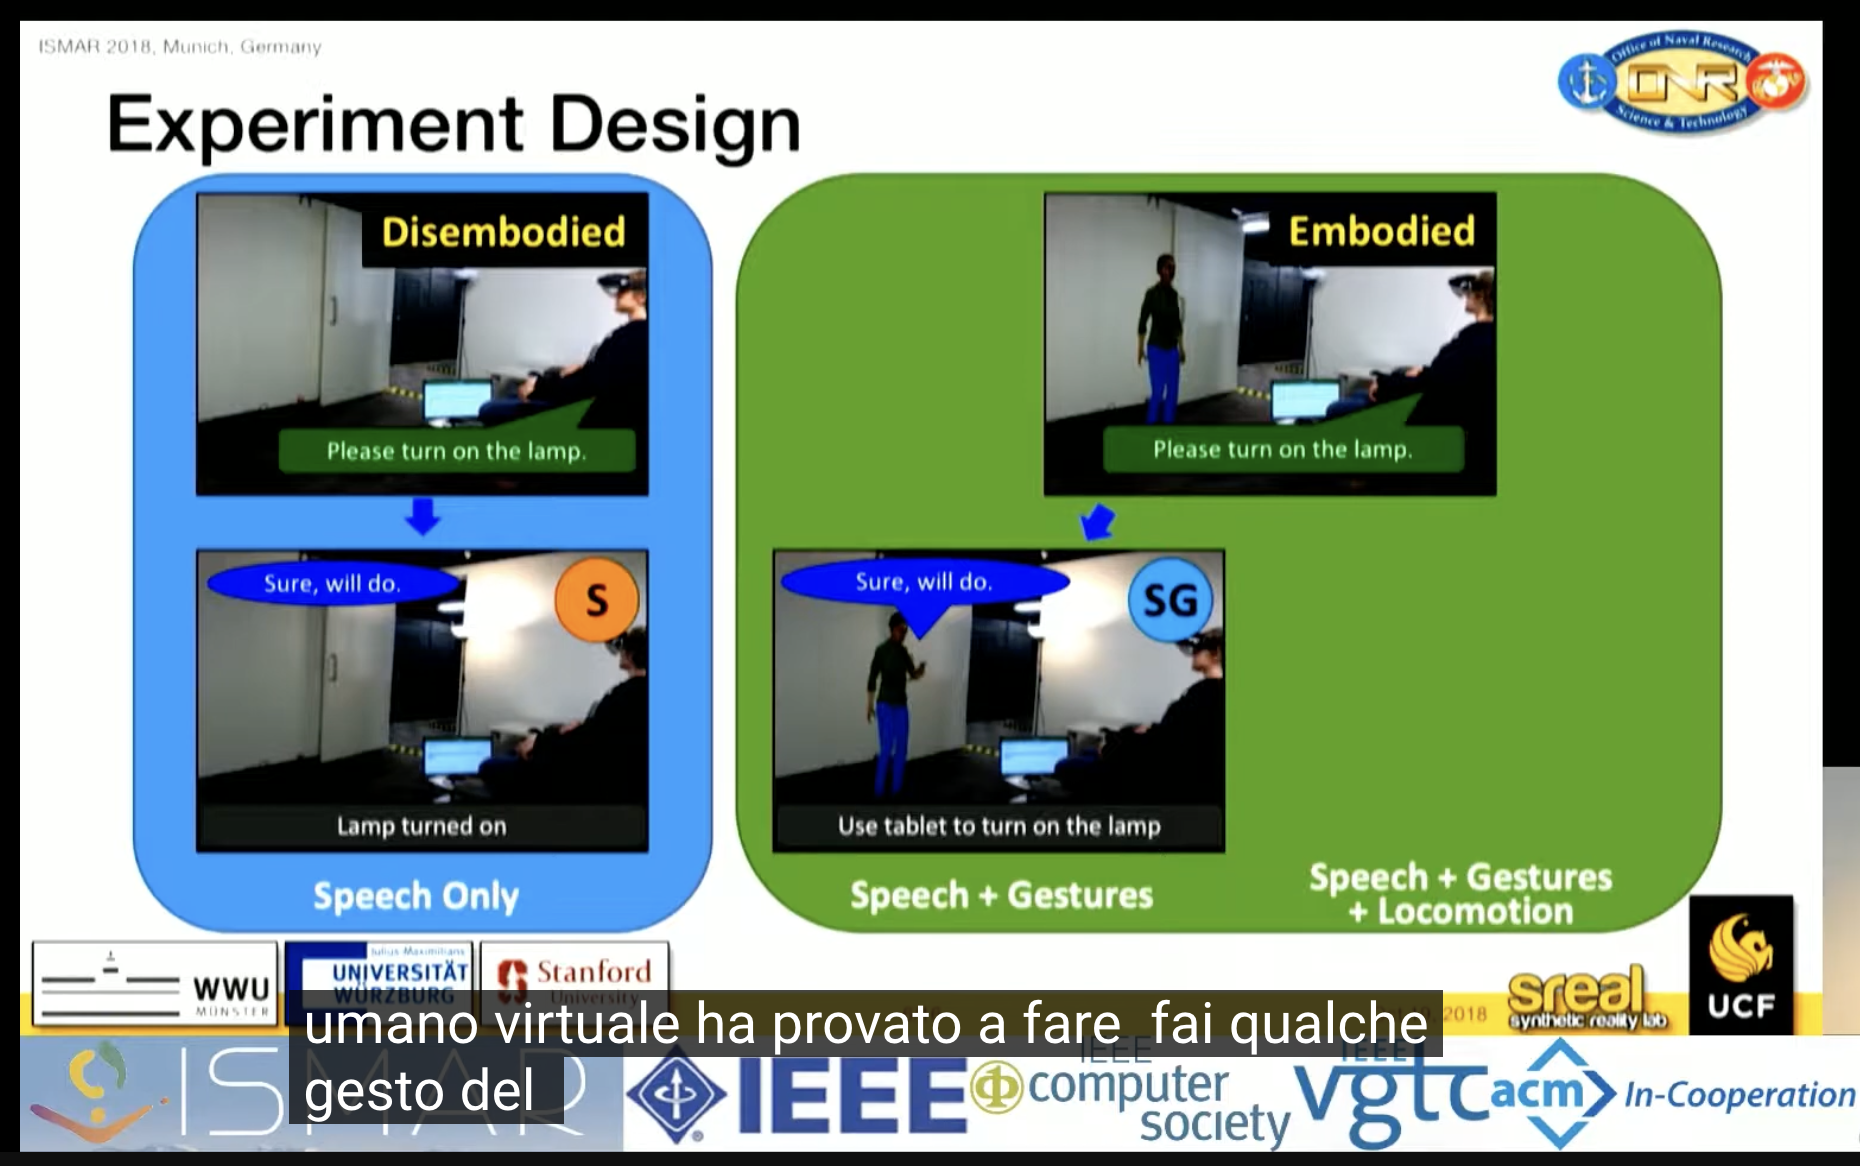 ISMAR 2018, Munich, Germany
Office of Naval Research
ONR
Science & Technology
Experiment Design
Disembodied
Please turn on the lamp.
Embodied
Please turn on the lamp.
Sure, will do.
S
Lamp turned on
Speech Only
Sure, will do.
SG
Use tablet to turn on the lamp
Speech + Gestures
Speech + Gestures
+ Locomotion
WWU
MÜNSTER
Julius-Maximilians
UNIVERSITÄT
WÜRZBURG
Stanford
University
2018
sreal
synthetic reality lab
UCF
umano virtuale ha provato a fare fai qualche
gesto del
ISMAR
IEEE
IEEE
computer
society
IEEE
vgtc
acm
In-Cooperation